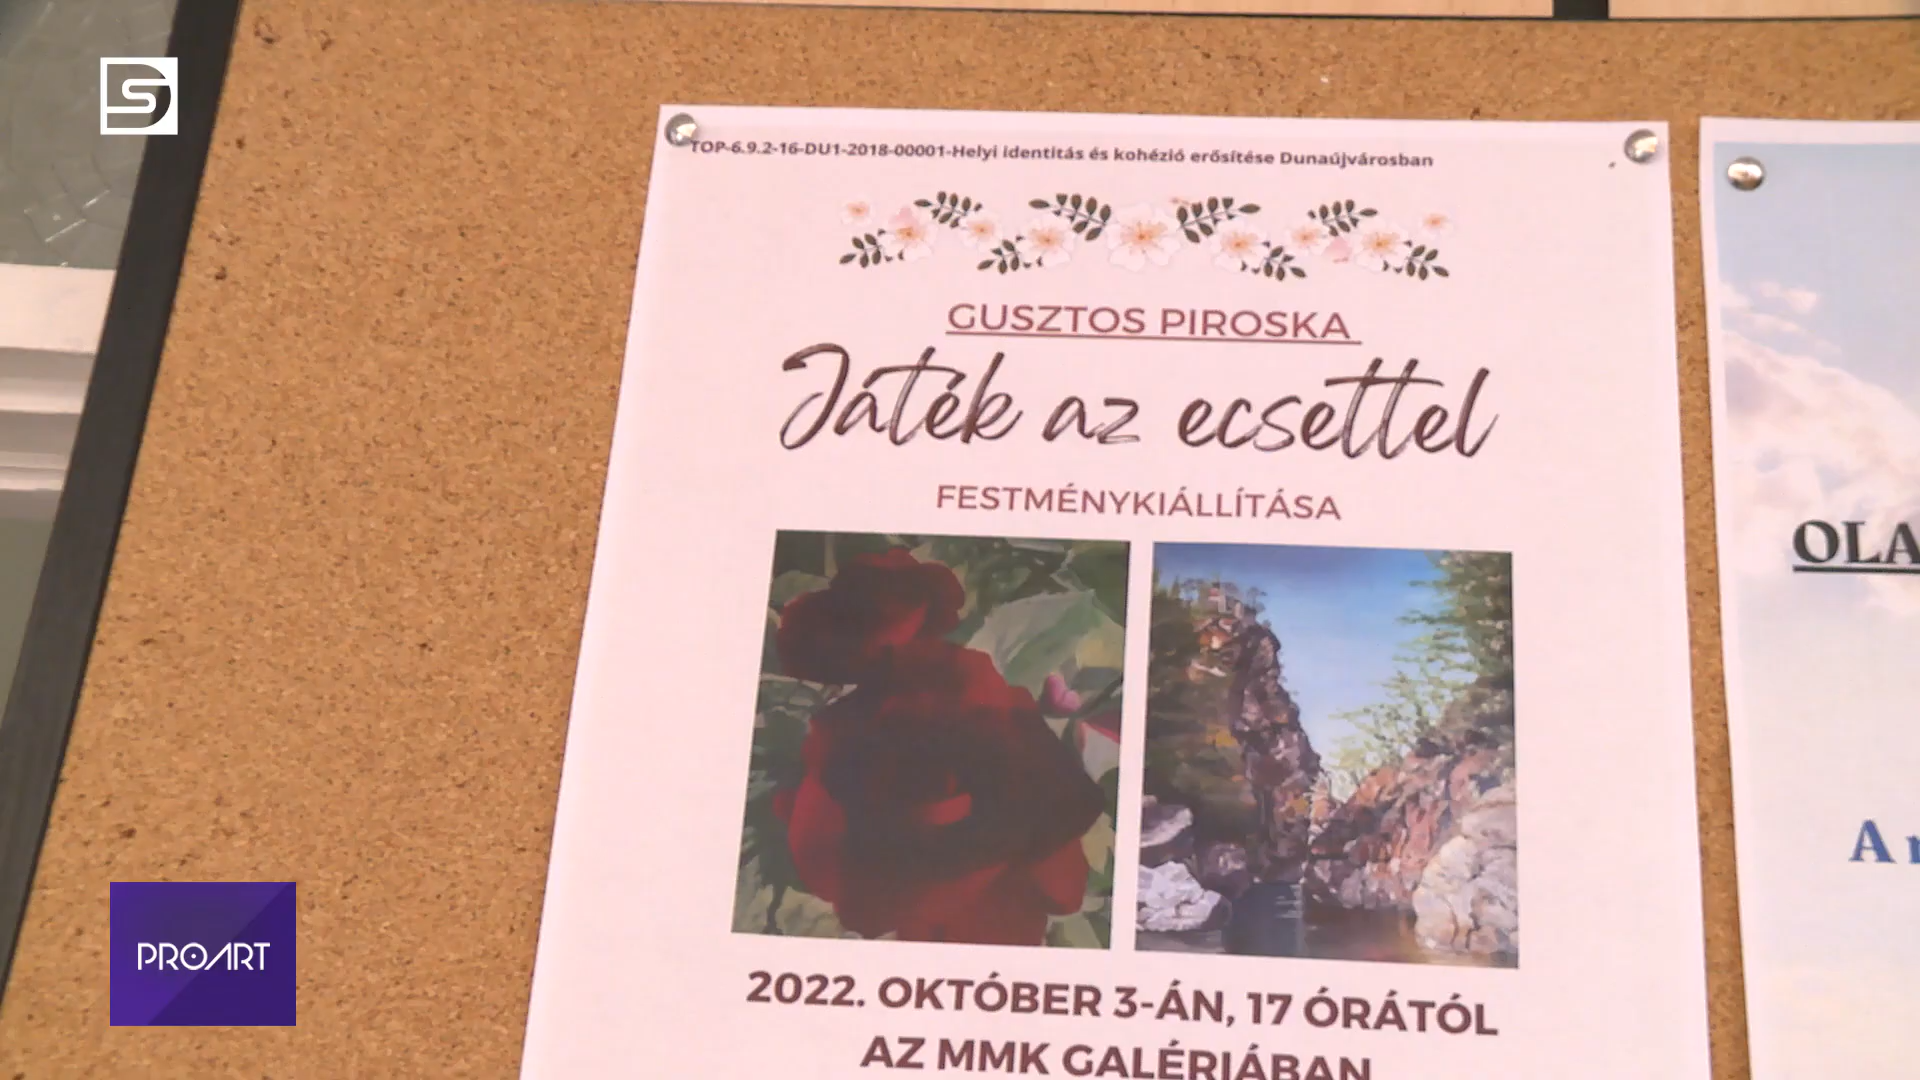 DS
TOP-6.9.2-16-DU1-2018-00001-Helyi identitás és kohézió erősítése Dunaújvárosban
GUSZTOS PIROSKA
Játék az ecsettel
FESTMÉNYKIÁLLÍTÁSA
2022. OKTÓBER 3-ÁN, 17 ÓRÁTÓL
AZ MMK GALÉRIÁBAN
OLA
A
PROART